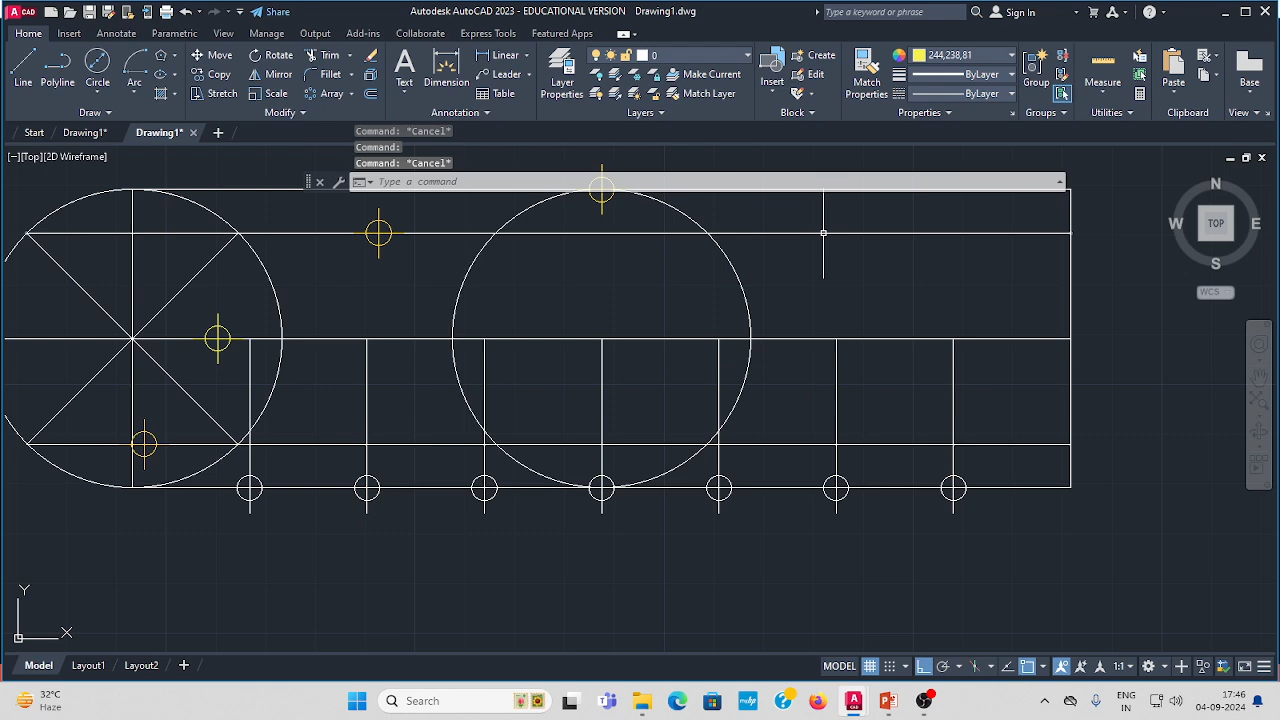 CAD
Share
Autodesk AutoCAD 2023 - EDUCATIONAL VERSION Drawing1.dwg
Type a keyword or phrase
Sign In
Home Insert Annotate Parametric View Manage Output Add-ins Collaborate Express Tools Featured Apps
Line Polyline Circle Arc
Move Rotate Trim
Copy Mirror Fillet
Stretch Scale Array
Text Dimension
Linear
Leader
Table
Layer
Properties
0
Make Current
Match Layer
Insert
Create
Edit
Match
Properties
244,238,81
ByLayer
ByLayer
Group
Measure
Paste
Base
Draw Modify Annotation Layers Block Properties Groups Utilities Clipboard View
Start Drawing1* Drawing1*
Command: *Cancel*
Command:
Command: *Cancel*
Type a command
[−][Top][2D Wireframe]
N
W TOP E
S
WCS
Y
X
Model Layout1 Layout2
MODEL 1:1
32°C
Haze
Search
ENG
IN
17:46
04-09-2024